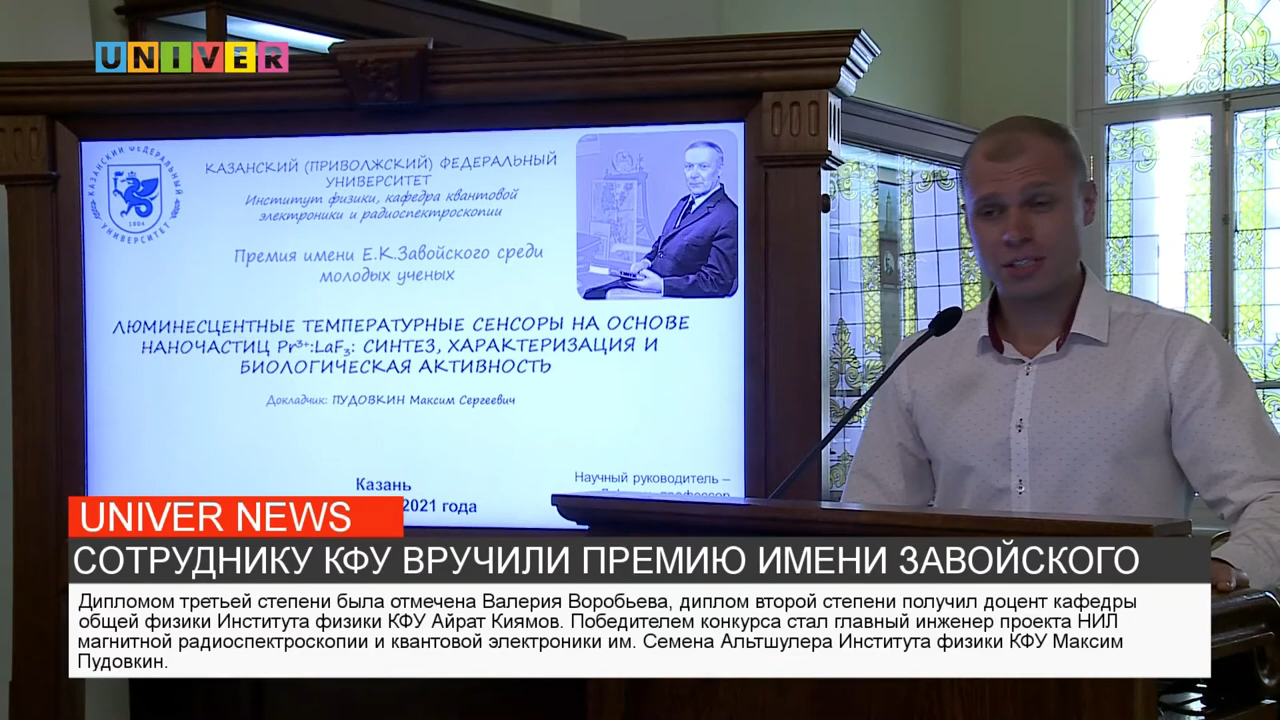 UNIVER
КАЗАНСКИЙ ФЕДЕРАЛЬНЫЙ УНИВЕРСИТЕТ
1804
КАЗАНСКИЙ (ПРИВОЛЖСКИЙ) ФЕДЕРАЛЬНЫЙ
УНИВЕРСИТЕТ
Институт физики, кафедра квантовой
электроники и радиоспектроскопии
Премия имени Е.К.Завойского среди
молодых ученых
ЛЮМИНЕСЦЕНТНЫЕ ТЕМПЕРАТУРНЫЕ СЕНСОРЫ НА ОСНОВЕ
НАНОЧАСТИЦ Pr³⁺:LaF₃: СИНТЕЗ, ХАРАКТЕРИЗАЦИЯ И
БИОЛОГИЧЕСКАЯ АКТИВНОСТЬ
Докладчик: ПУДОВКИН Максим Сергеевич
Научный руководитель –
Казань
2021 года
UNIVER NEWS
СОТРУДНИКУ КФУ ВРУЧИЛИ ПРЕМИЮ ИМЕНИ ЗАВОЙСКОГО
Дипломом третьей степени была отмечена Валерия Воробьева, диплом второй степени получил доцент кафедры
общей физики Института физики КФУ Айрат Киямов. Победителем конкурса стал главный инженер проекта НИЛ
магнитной радиоспектроскопии и квантовой электроники им. Семена Альтшулера Института физики КФУ Максим
Пудовкин.